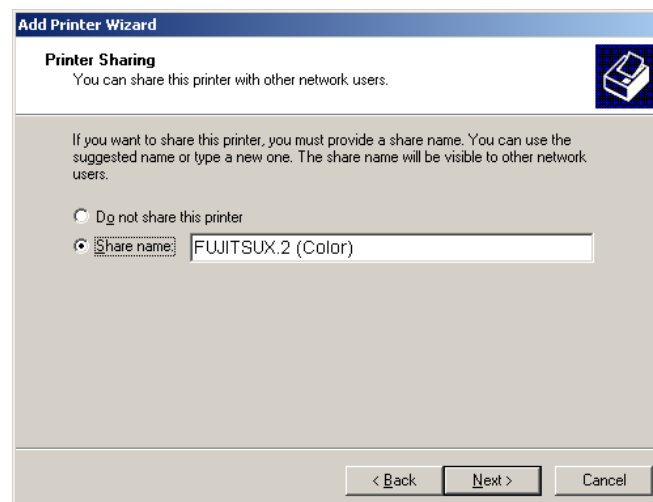 Add Printer Wizard
Printer Sharing
You can share this printer with other network users.
If you want to share this printer, you must provide a share name. You can use the
suggested name or type a new one. The share name will be visible to other network
users.
Do not share this printer
Share name: FUJITSUX.2 (Color)
< Back Next > Cancel